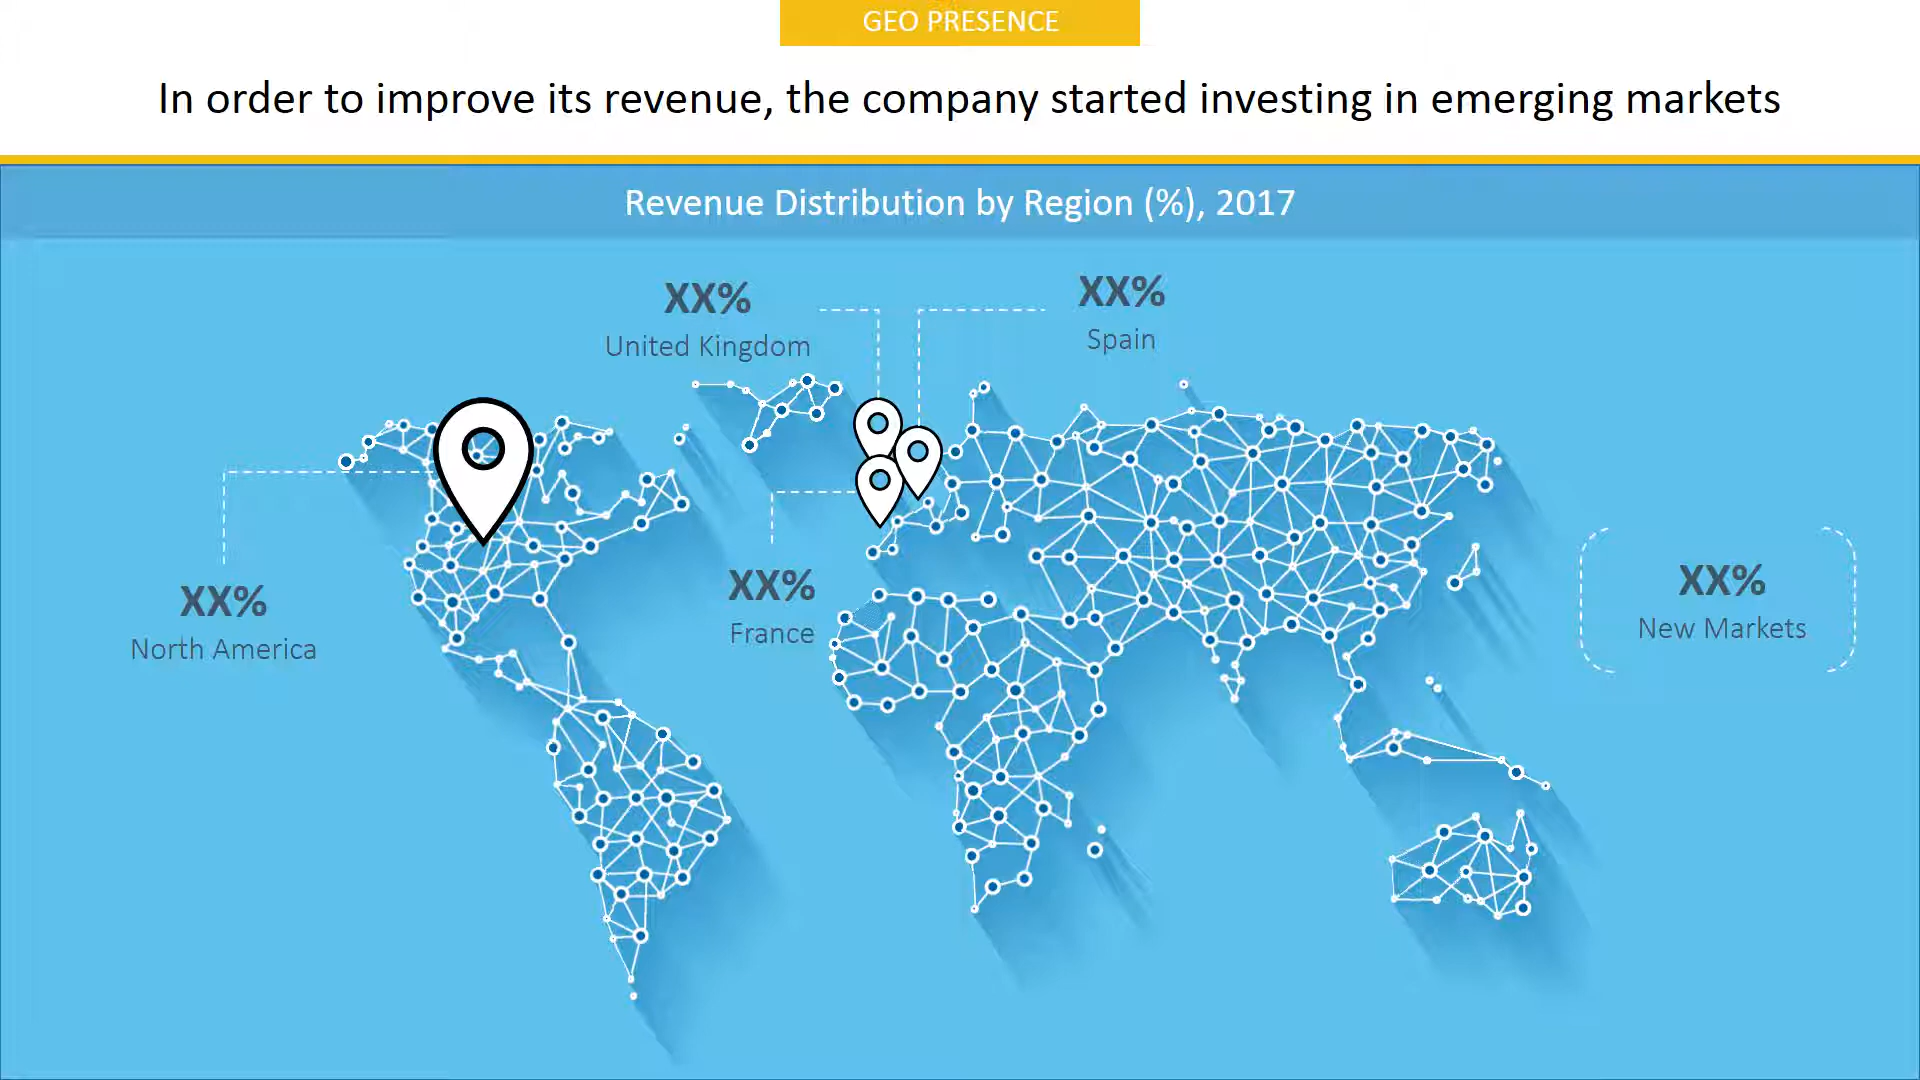 GEO PRESENCE
In order to improve its revenue, the company started investing in emerging markets
Revenue Distribution by Region (%), 2017
XX%
United Kingdom
XX%
Spain
XX%
North America
XX%
France
XX%
New Markets